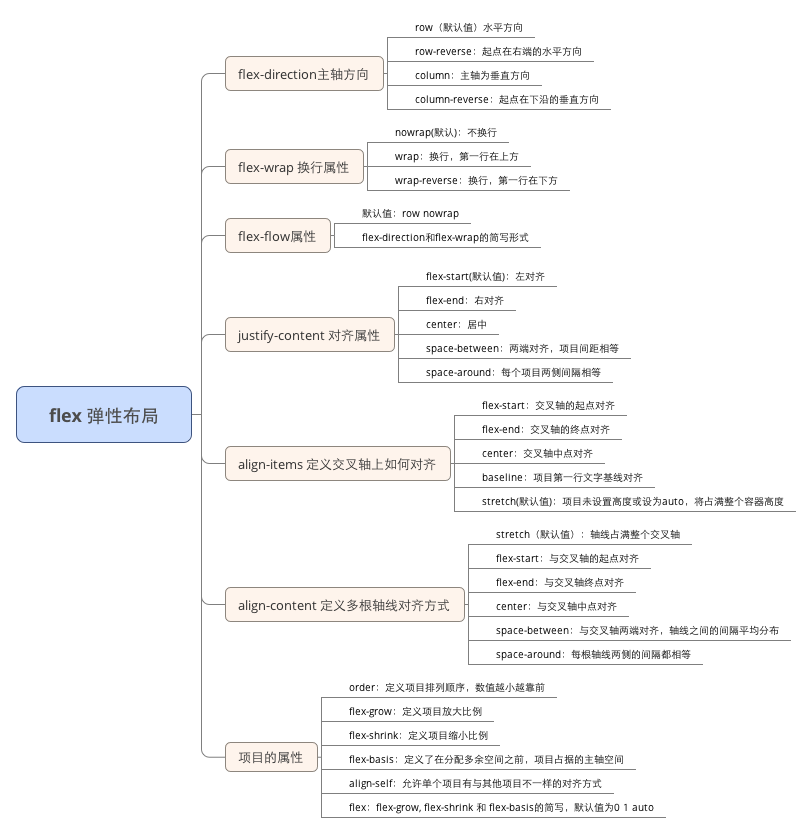 flex 弹性布局
flex-direction主轴方向
row（默认值）水平方向
row-reverse：起点在右端的水平方向
column：主轴为垂直方向
column-reverse：起点在下沿的垂直方向
flex-wrap 换行属性
nowrap(默认)：不换行
wrap：换行，第一行在上方
wrap-reverse：换行，第一行在下方
flex-flow属性
默认值：row nowrap
flex-direction和flex-wrap的简写形式
justify-content 对齐属性
flex-start(默认值)：左对齐
flex-end：右对齐
center：居中
space-between：两端对齐，项目间距相等
space-around：每个项目两侧间隔相等
align-items 定义交叉轴上如何对齐
flex-start：交叉轴的起点对齐
flex-end：交叉轴的终点对齐
center：交叉轴中点对齐
baseline：项目第一行文字基线对齐
stretch(默认值)：项目未设置高度或设为auto，将占满整个容器高度
align-content 定义多根轴线对齐方式
stretch（默认值）：轴线占满整个交叉轴
flex-start：与交叉轴的起点对齐
flex-end：与交叉轴终点对齐
center：与交叉轴中点对齐
space-between：与交叉轴两端对齐，轴线之间的间隔平均分布
space-around：每根轴线两侧的间隔都相等
项目的属性
order：定义项目排列顺序，数值越小越靠前
flex-grow：定义项目放大比例
flex-shrink：定义项目缩小比例
flex-basis：定义了在分配多余空间之前，项目占据的主轴空间
align-self：允许单个项目有与其他项目不一样的对齐方式
flex：flex-grow, flex-shrink 和 flex-basis的简写，默认值为0 1 auto